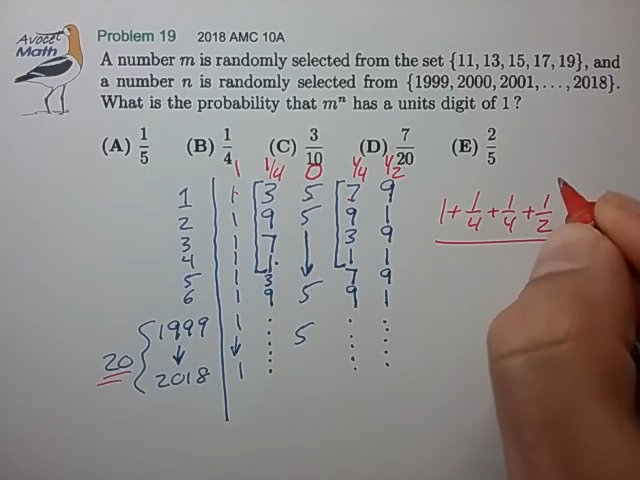 Avocet
Math
Problem 19 2018 AMC 10A
A number m is randomly selected from the set {11, 13, 15, 17, 19}, and
a number n is randomly selected from {1999, 2000, 2001, . . . , 2018}.
What is the probability that mⁿ has a units digit of 1 ?
(A) 1/5 (B) 1/4 (C) 3/10 (D) 7/20 (E) 2/5
1 1/4 0 1/4 1/2
1 1 3 5 7 9
2 1 9 5 9 1
3 1 7 ↓ 3 9
4 1 1 1 1
5 1 3 7 9
6 1 9 5 9 1
1999 1 5
20 ↓ ↓
2018 1
1 + 1/4 + 1/4 + 1/2